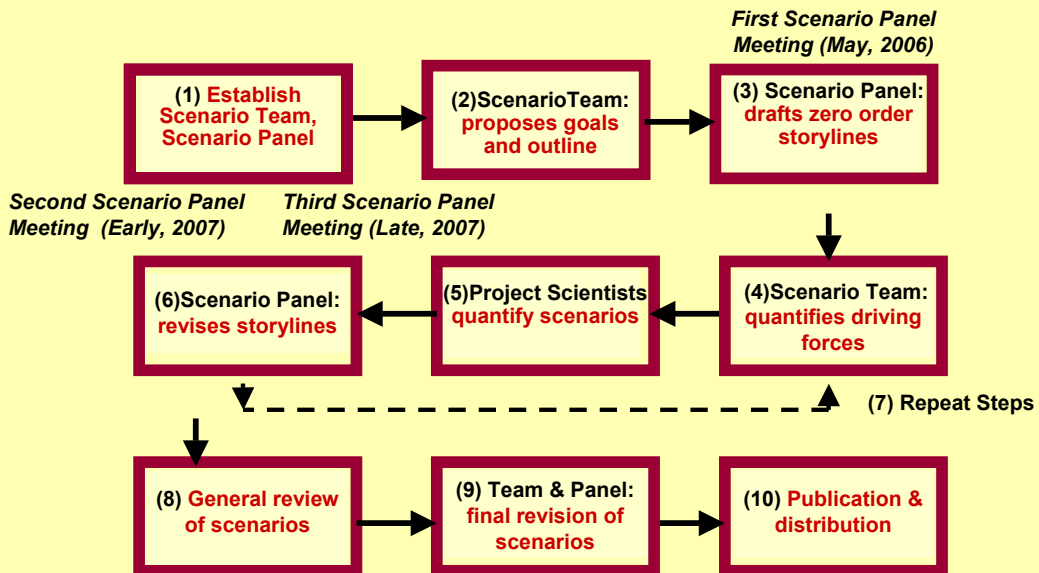 First Scenario Panel
Meeting (May, 2006)
(1) Establish
Scenario Team,
Scenario Panel
(2)ScenarioTeam:
proposes goals
and outline
(3) Scenario Panel:
drafts zero order
storylines
Second Scenario Panel
Meeting (Early, 2007)
Third Scenario Panel
Meeting (Late, 2007)
(6)Scenario Panel:
revises storylines
(5)Project Scientists
quantify scenarios
(4)Scenario Team:
quantifies driving
forces
(7) Repeat Steps
(8) General review
of scenarios
(9) Team & Panel:
final revision of
scenarios
(10) Publication &
distribution